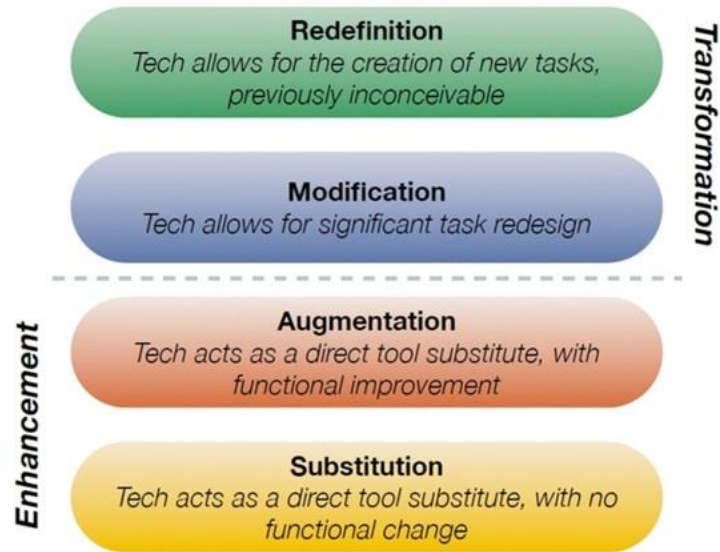 Redefinition
Tech allows for the creation of new tasks,
previously inconceivable
Transformation
Modification
Tech allows for significant task redesign
Augmentation
Tech acts as a direct tool substitute, with
functional improvement
Enhancement
Substitution
Tech acts as a direct tool substitute, with no
functional change